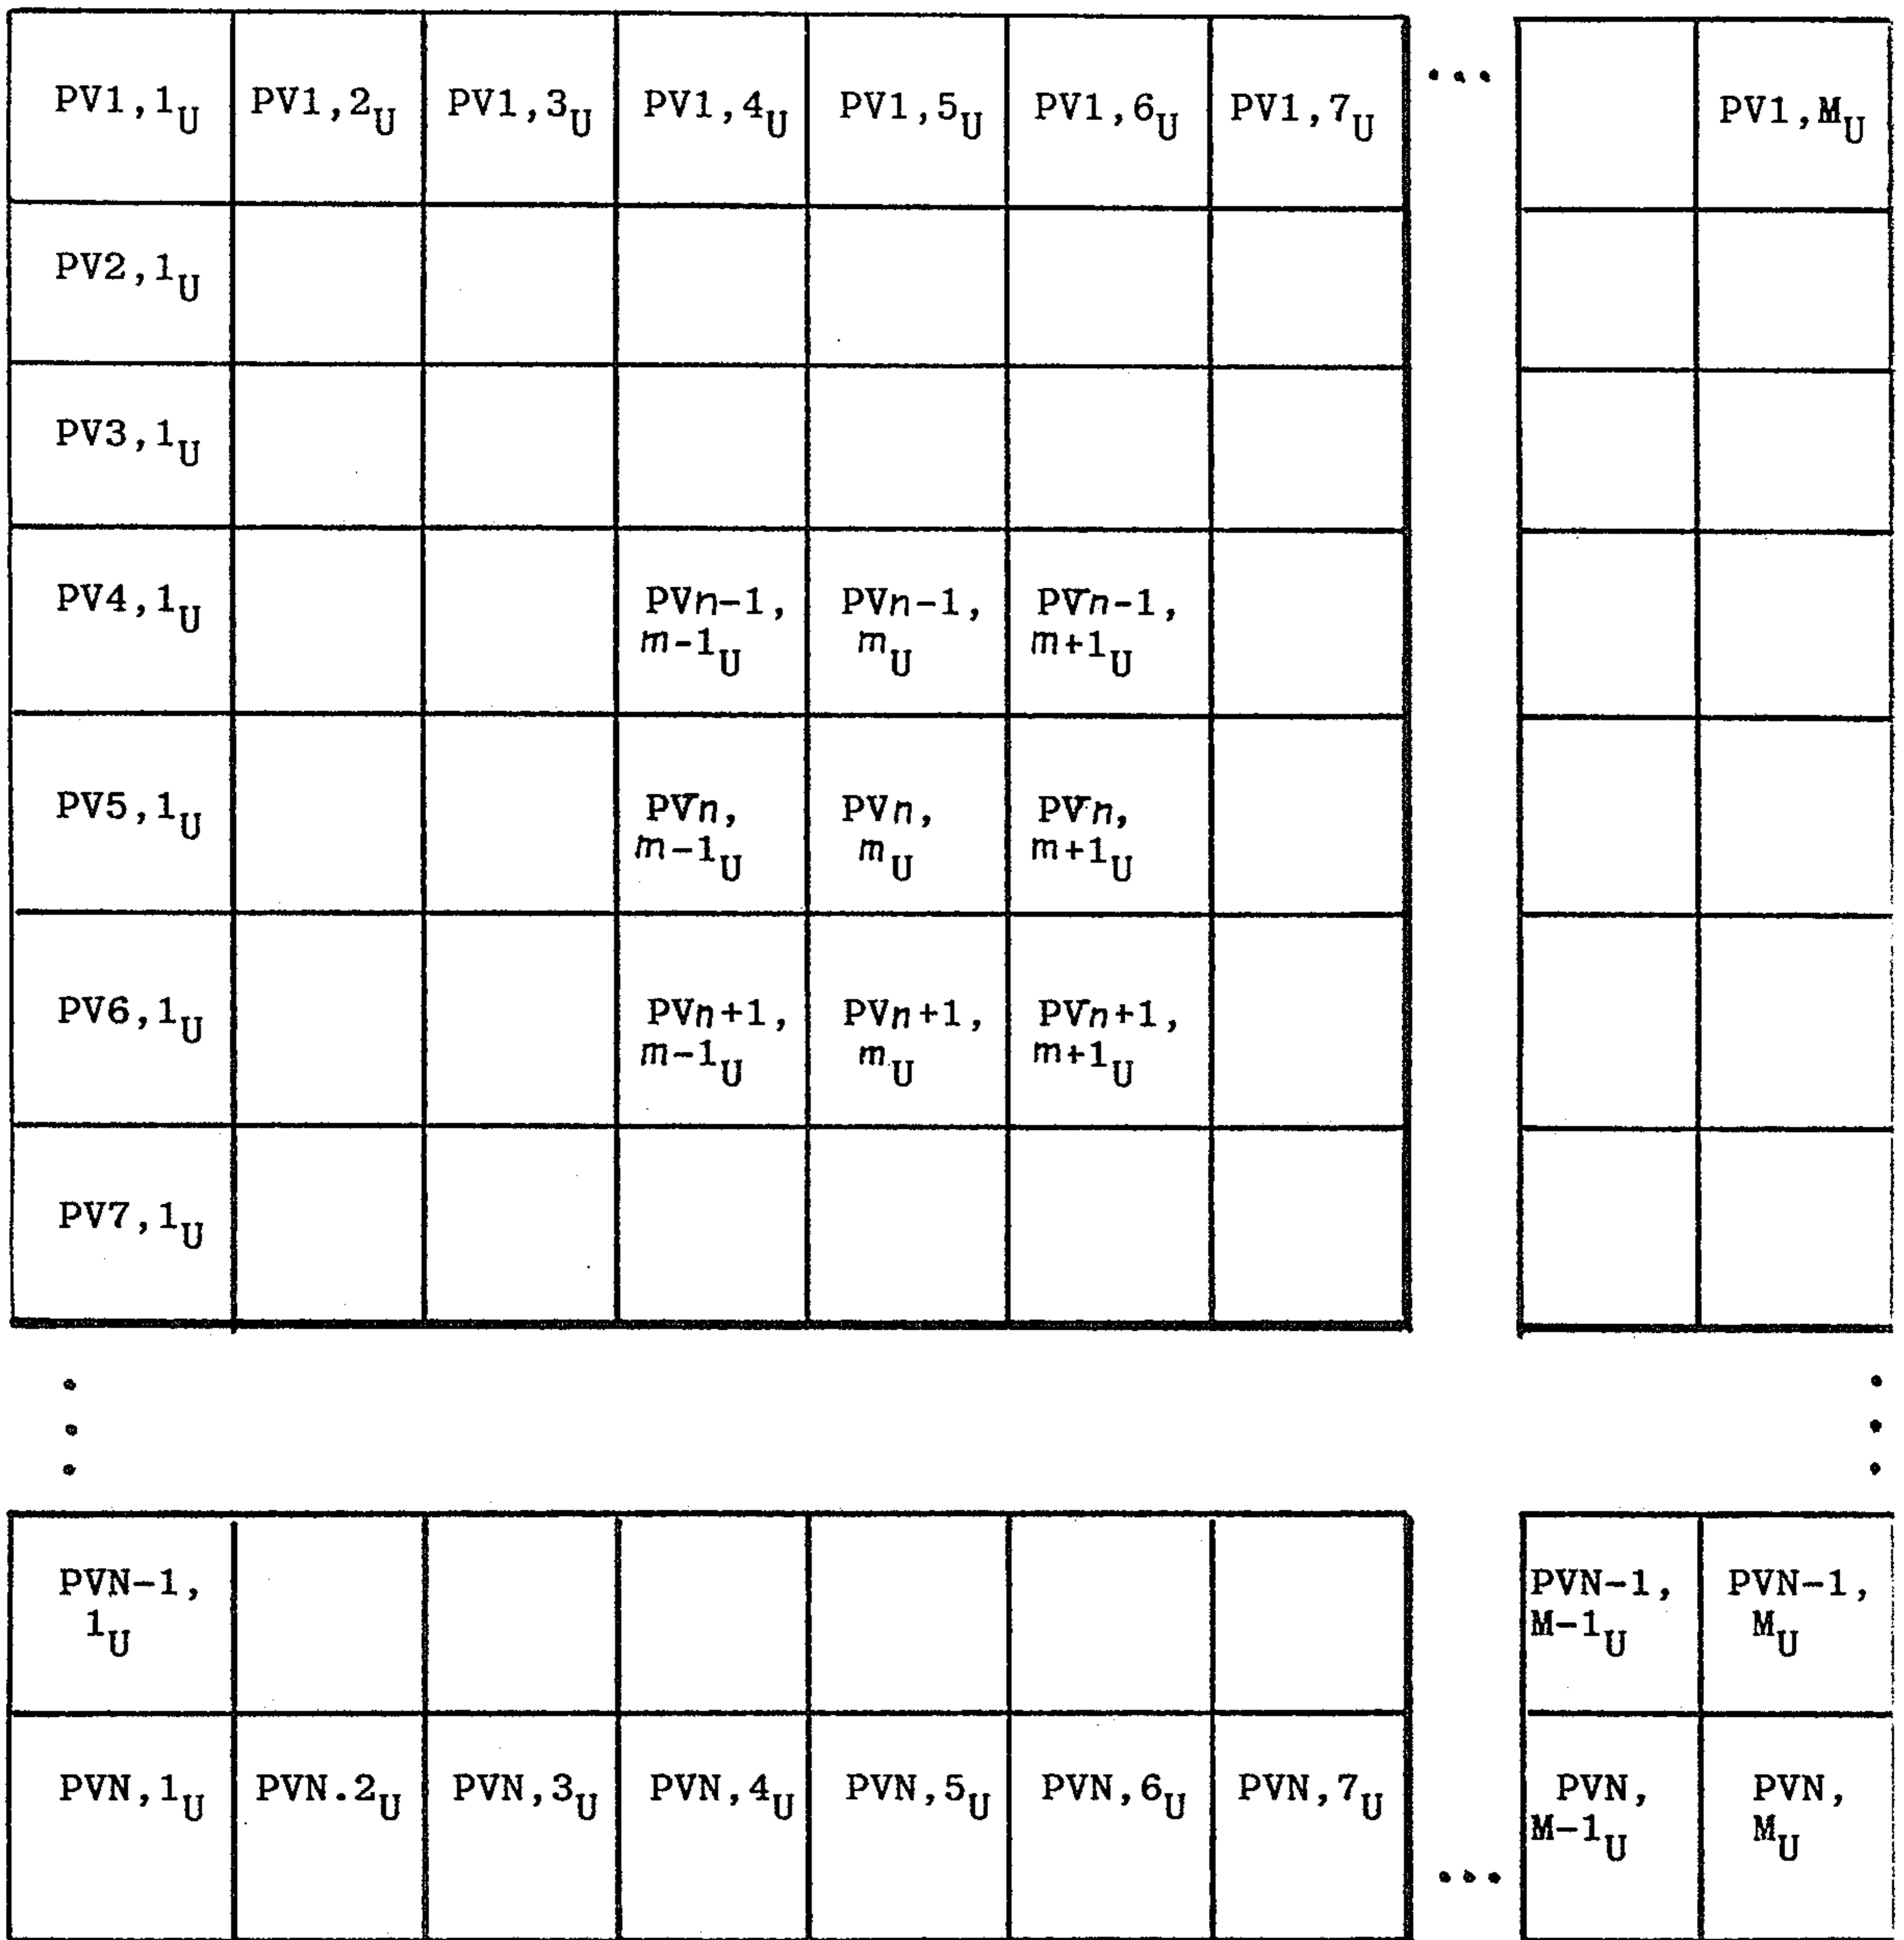 PV1,1U PV1,2U PV1,3U PV1,4U PV1,5U PV1,6U PV1,7U ... PV1,MU
PV2,1U
PV3,1U
PV4,1U PVn-1, PVn-1, PVn-1,
m-1U mU m+1U
PV5,1U PVn, PVn, PVn,
m-1U mU m+1U
PV6,1U PVn+1, PVn+1, PVn+1,
m-1U mU m+1U
PV7,1U
PVN-1, PVN-1, PVN-1,
1U M-1U MU
PVN,1U PVN.2U PVN,3U PVN,4U PVN,5U PVN,6U PVN,7U ... PVN, PVN,
M-1U MU